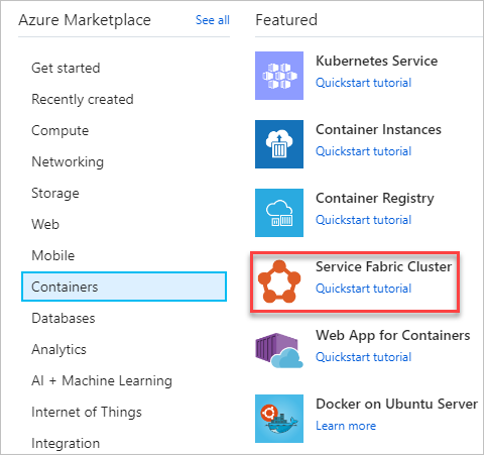 Azure Marketplace
See all
Get started
Recently created
Compute
Networking
Storage
Web
Mobile
Containers
Databases
Analytics
AI + Machine Learning
Internet of Things
Integration
Featured
Kubernetes Service
Quickstart tutorial
Container Instances
Quickstart tutorial
Container Registry
Quickstart tutorial
Service Fabric Cluster
Quickstart tutorial
Web App for Containers
Quickstart tutorial
Docker on Ubuntu Server
Learn more